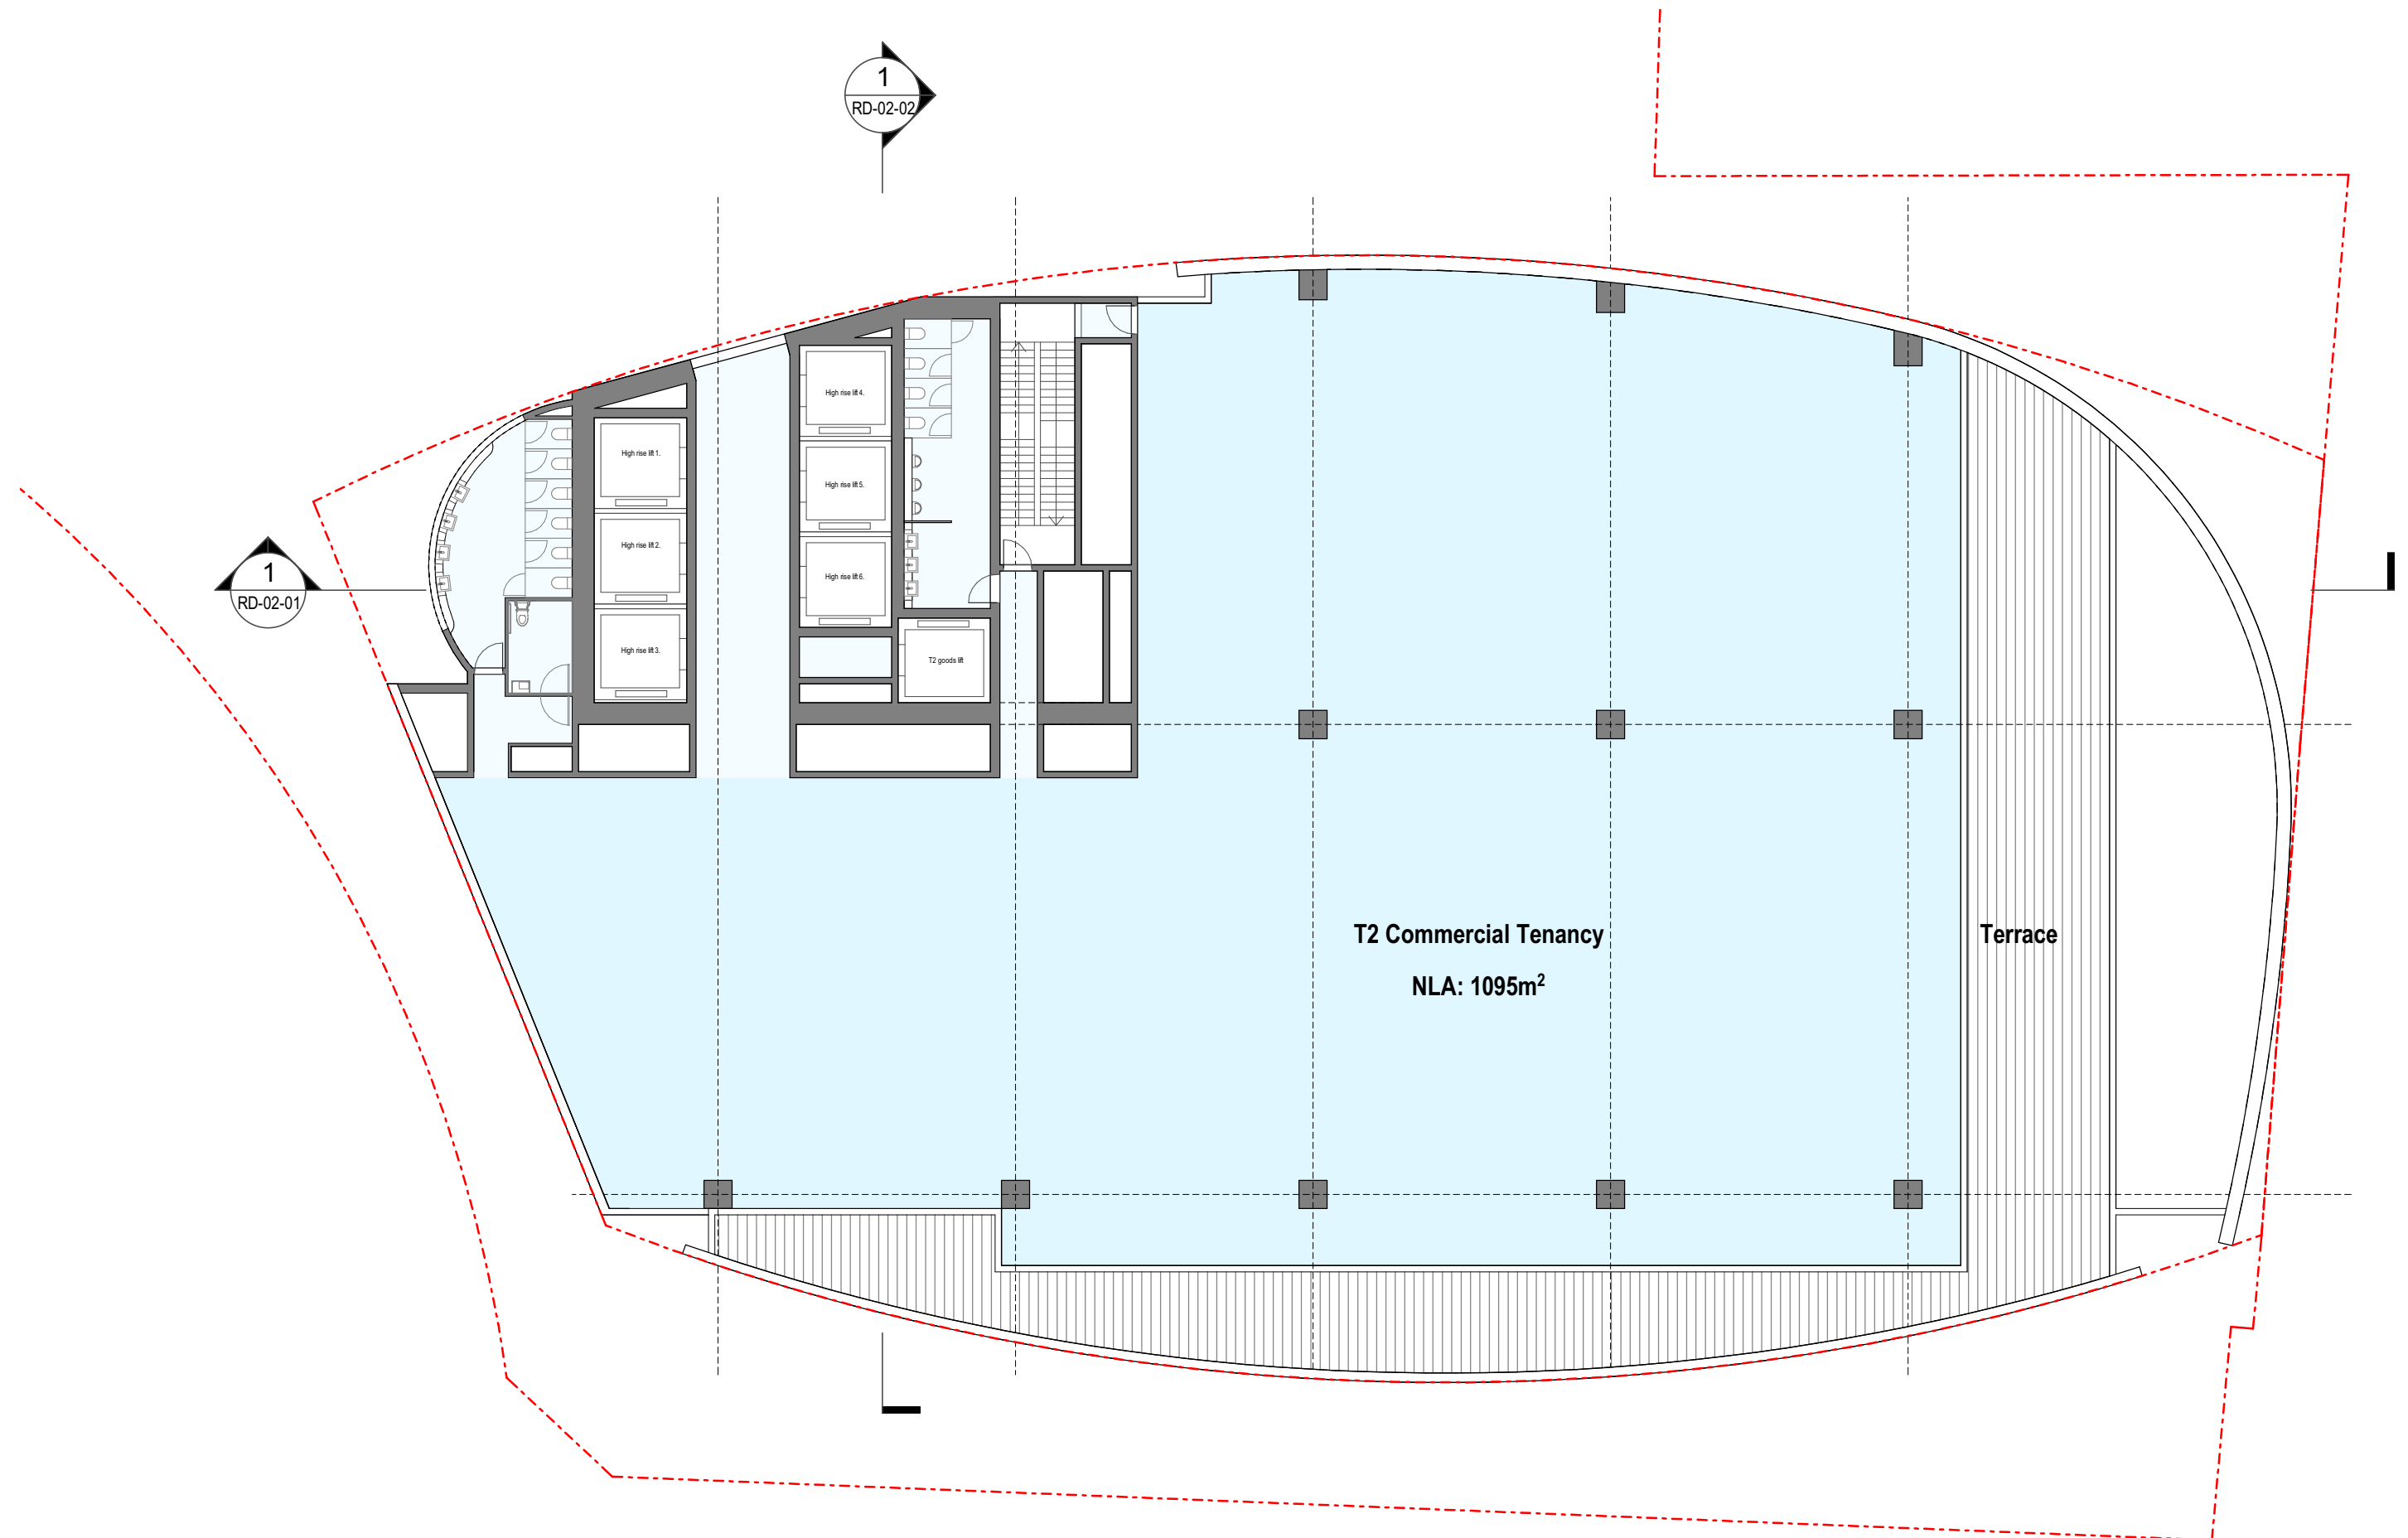 1
RD-02-02
High rise lift 4.
High rise lift 1.
High rise lift 5.
High rise lift 2.
High rise lift 6.
1
RD-02-01
High rise lift 3.
T2 goods lift
T2 Commercial Tenancy
Terrace
NLA: 1095m²